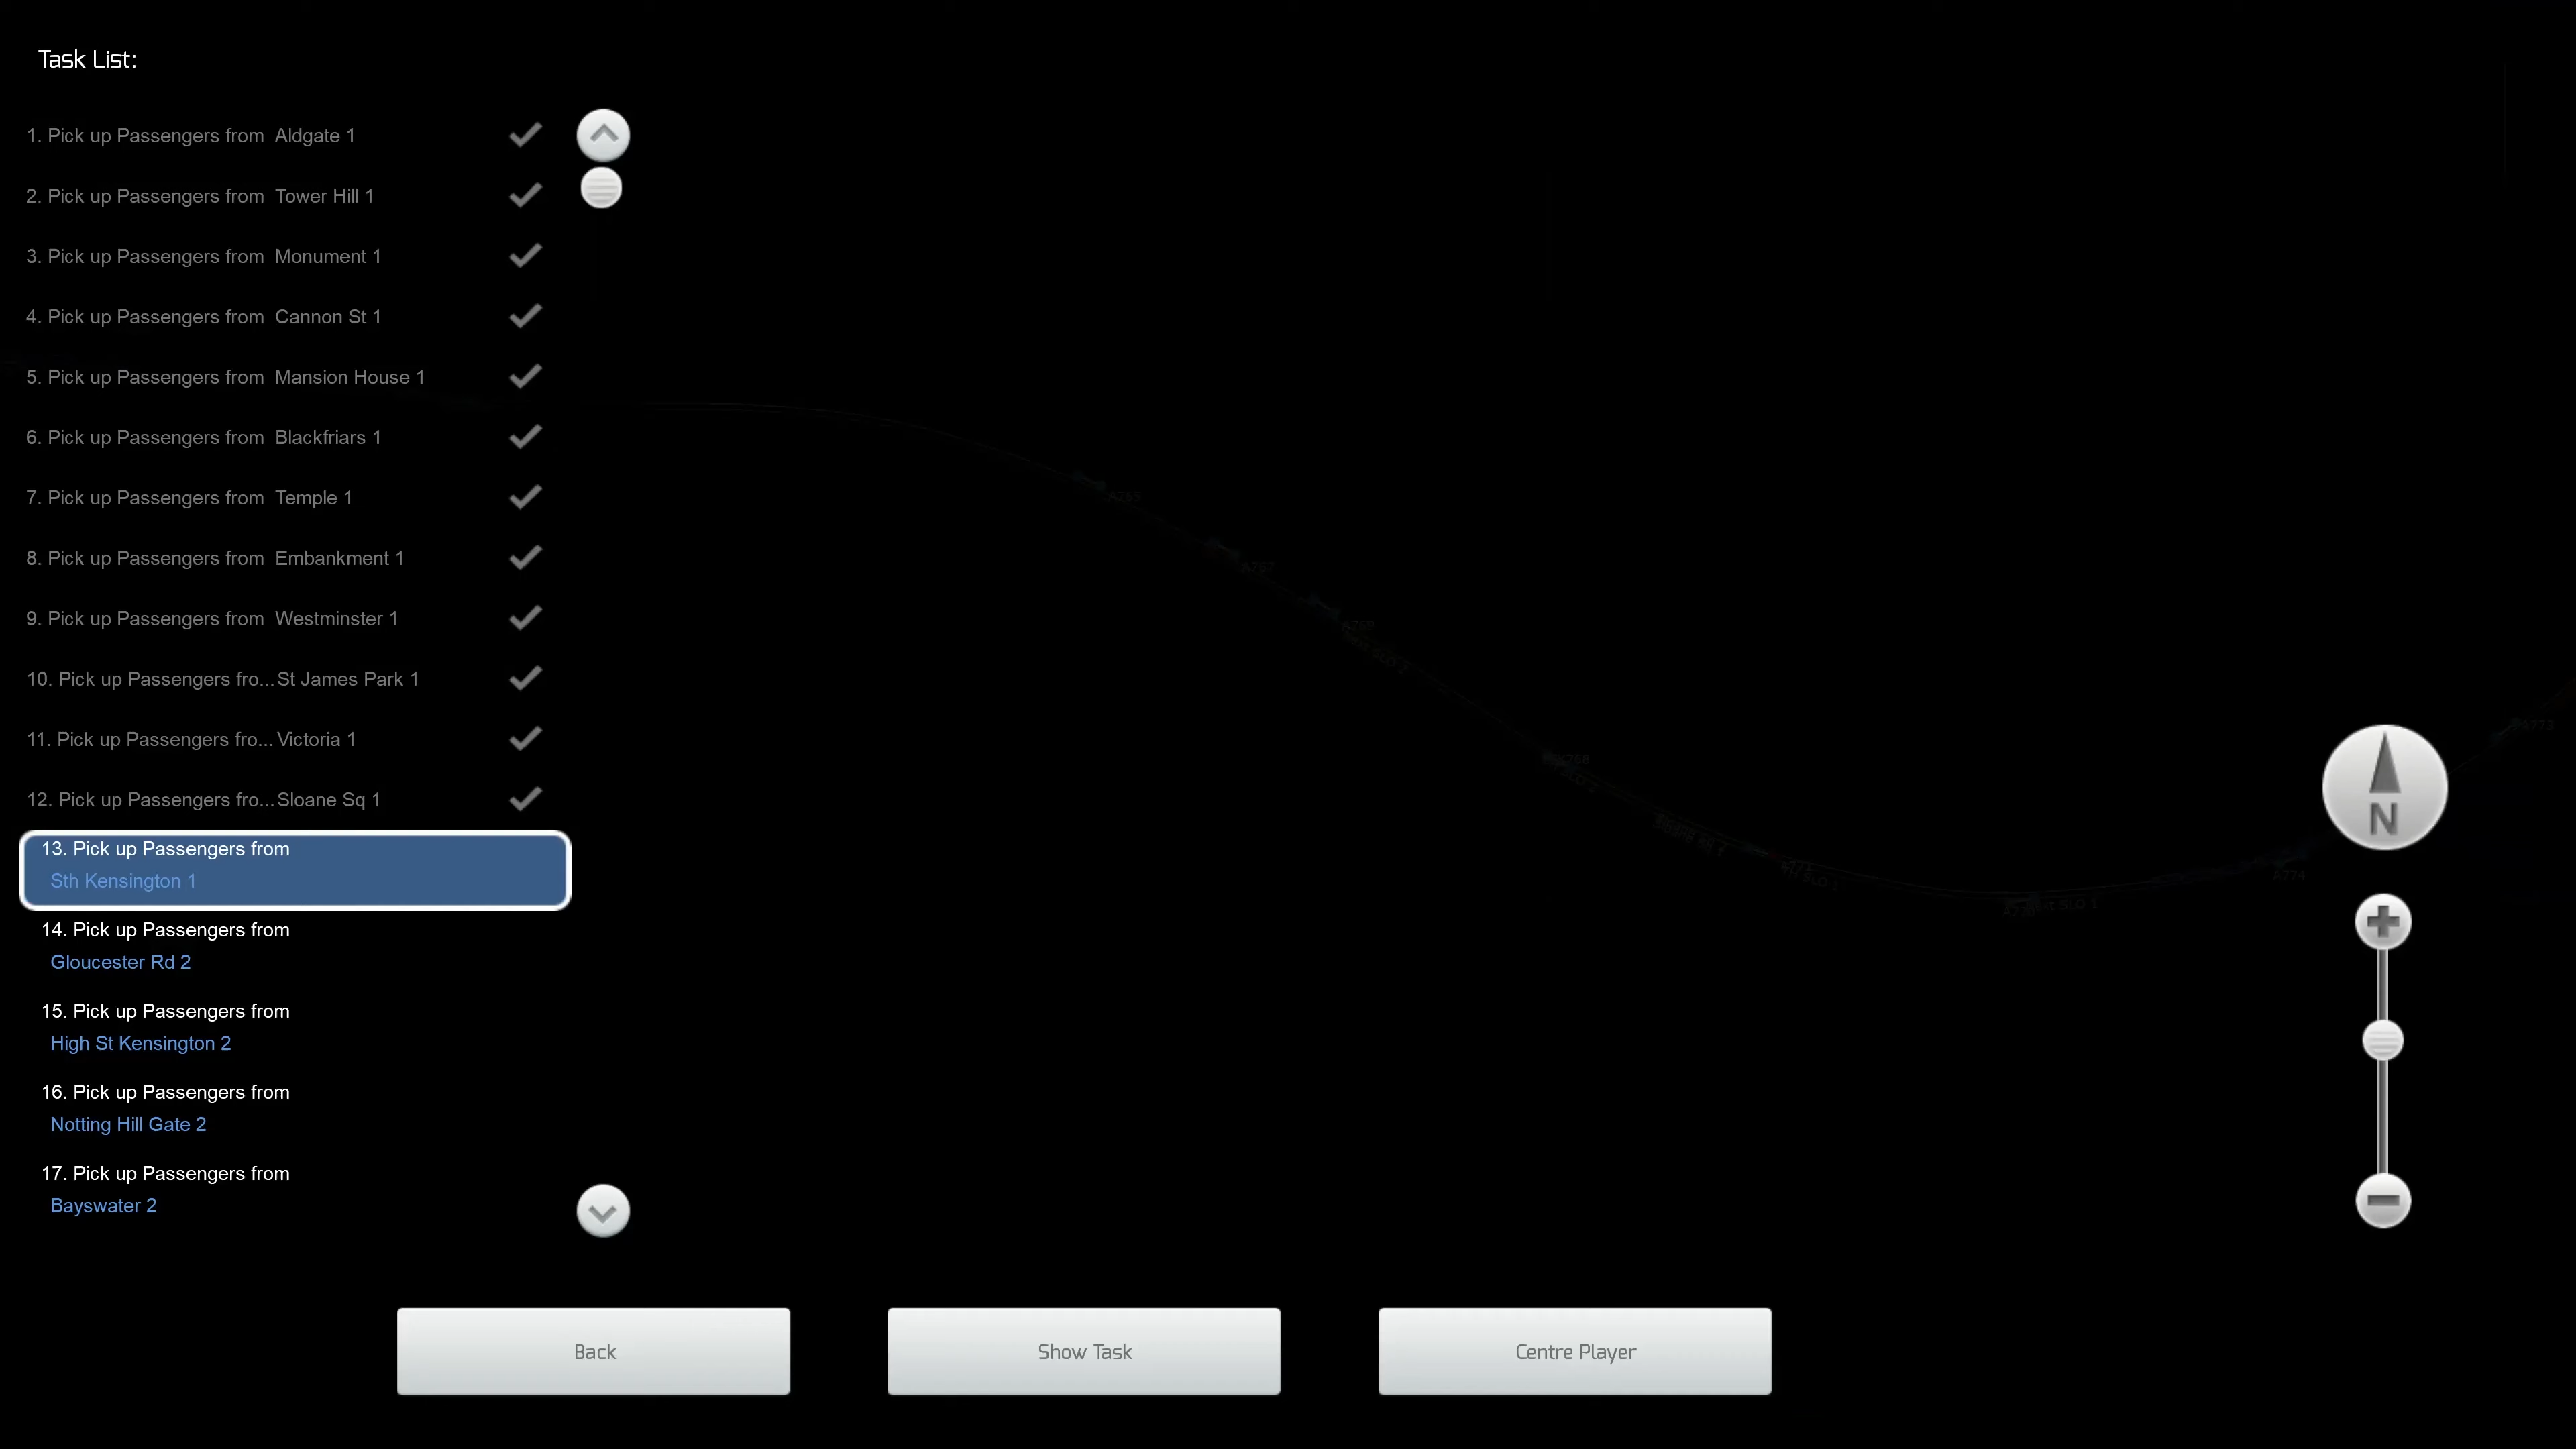 Task List:
1. Pick up Passengers from Aldgate 1
2. Pick up Passengers from Tower Hill 1
3. Pick up Passengers from Monument 1
4. Pick up Passengers from Cannon St 1
5. Pick up Passengers from Mansion House 1
6. Pick up Passengers from Blackfriars 1
7. Pick up Passengers from Temple 1
8. Pick up Passengers from Embankment 1
9. Pick up Passengers from Westminster 1
10. Pick up Passengers fro... St James Park 1
11. Pick up Passengers fro... Victoria 1
12. Pick up Passengers fro... Sloane Sq 1
13. Pick up Passengers from
Sth Kensington 1
14. Pick up Passengers from
Gloucester Rd 2
15. Pick up Passengers from
High St Kensington 2
16. Pick up Passengers from
Notting Hill Gate 2
17. Pick up Passengers from
Bayswater 2
N
Back
Show Task
Centre Player